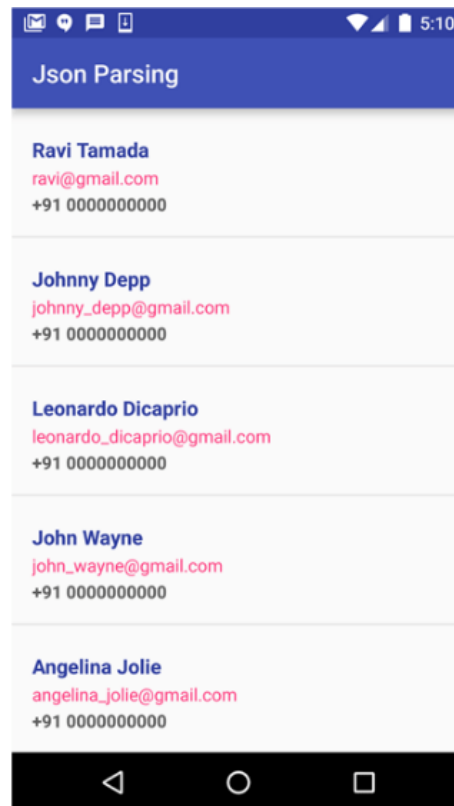 5:10
Json Parsing
Ravi Tamada
ravi@gmail.com
+91 0000000000
Johnny Depp
johnny_depp@gmail.com
+91 0000000000
Leonardo Dicaprio
leonardo_dicaprio@gmail.com
+91 0000000000
John Wayne
john_wayne@gmail.com
+91 0000000000
Angelina Jolie
angelina_jolie@gmail.com
+91 0000000000